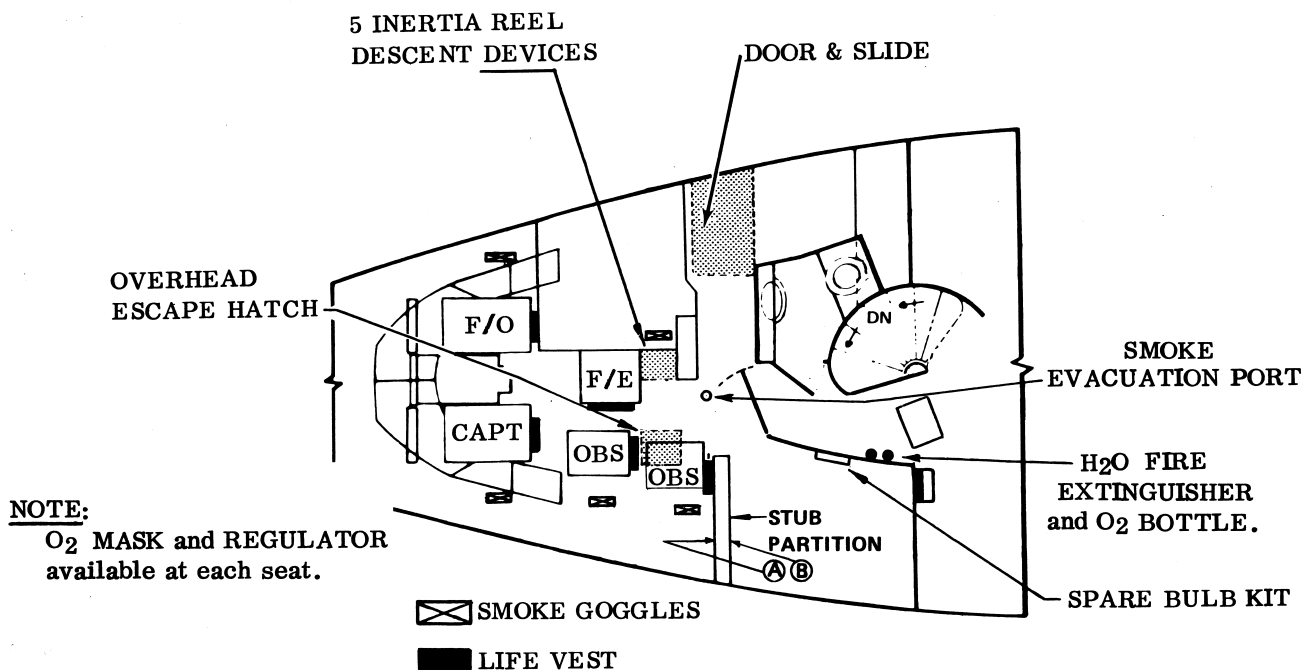 5 INERTIA REEL
DESCENT DEVICES
DOOR & SLIDE
OVERHEAD
ESCAPE HATCH
F/O
DN
F/E
SMOKE
EVACUATION PORT
CAPT
OBS
OBS
H2O FIRE
EXTINGUISHER
and O2 BOTTLE.
NOTE:
O2 MASK and REGULATOR
available at each seat.
STUB
PARTITION
A B
SPARE BULB KIT
SMOKE GOGGLES
LIFE VEST